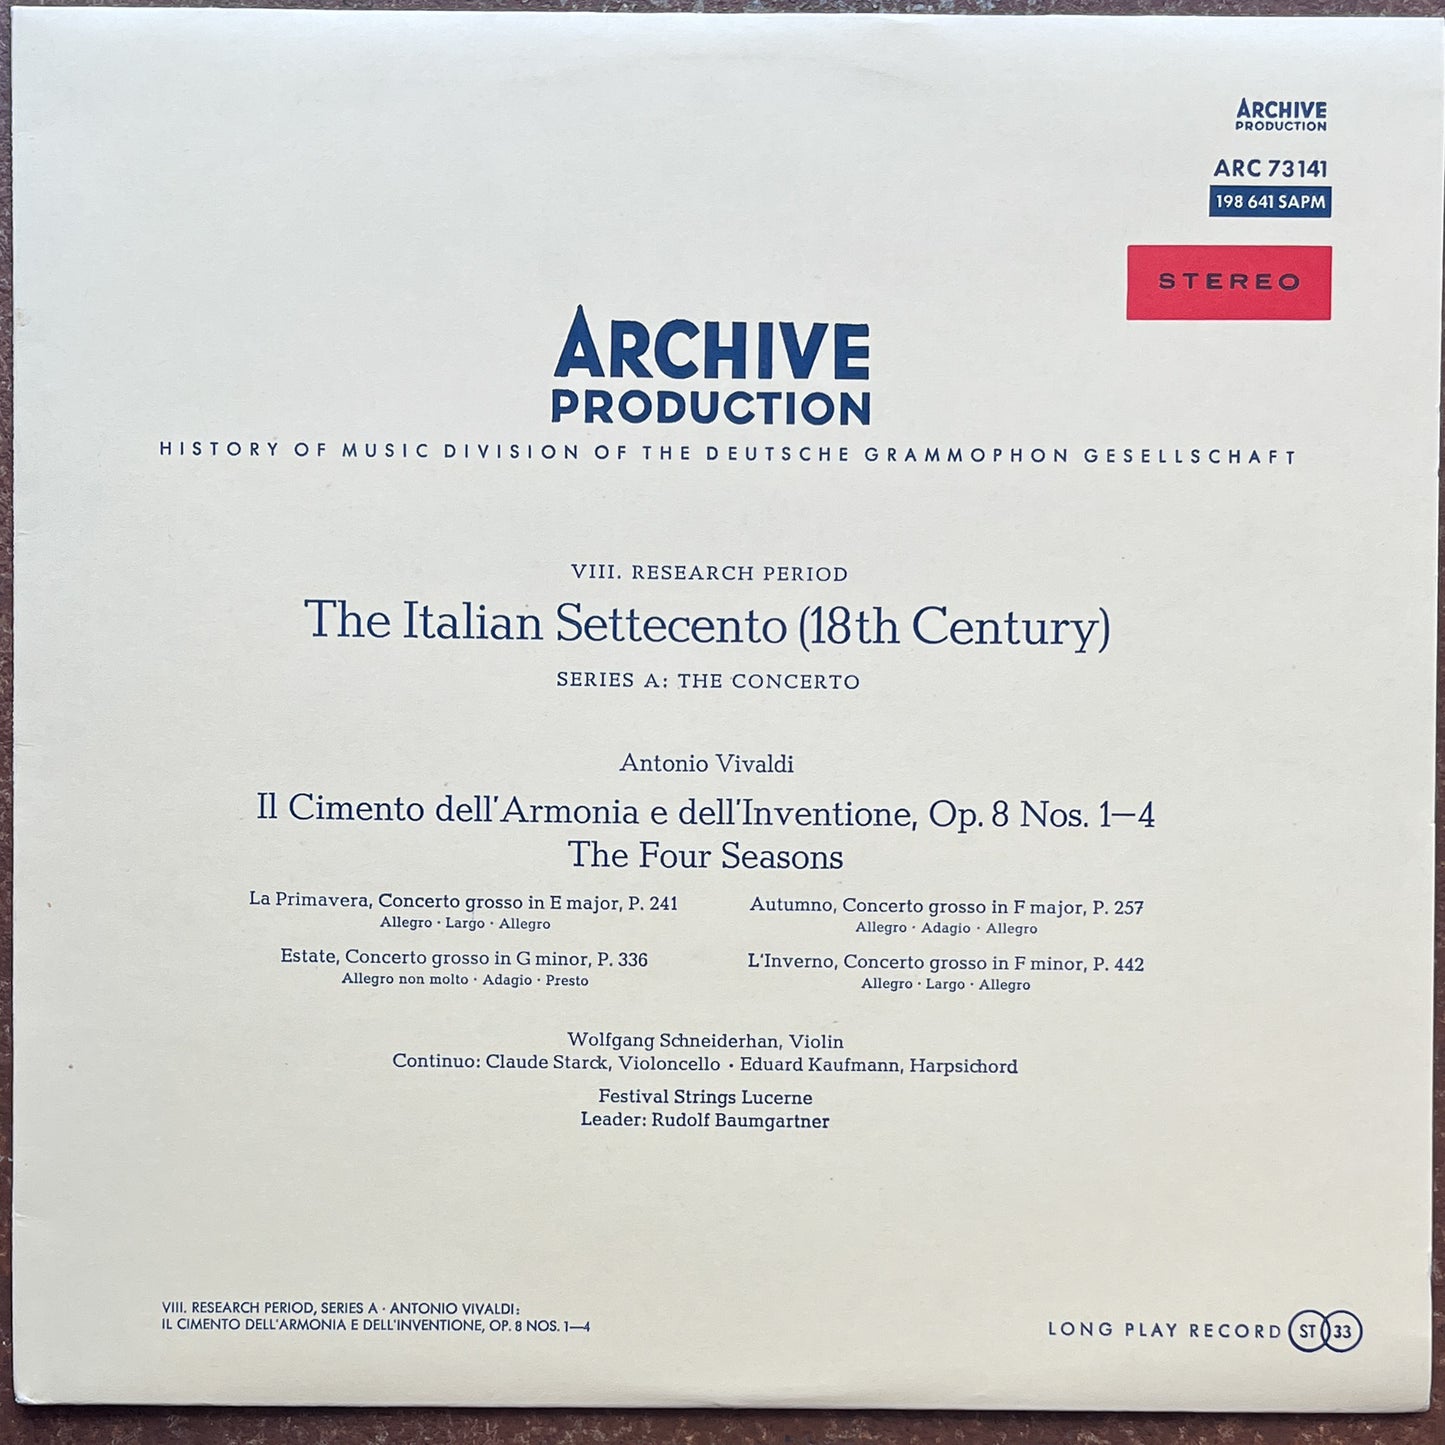 ARCHIVE
PRODUCTION
ARC 73141
198 641 SAPM
STEREO
ARCHIVE
PRODUCTION
HISTORY OF MUSIC DIVISION OF THE DEUTSCHE GRAMMOPHON GESELLSCHAFT
VIII. RESEARCH PERIOD
The Italian Settecento (18th Century)
SERIES A: THE CONCERTO
Antonio Vivaldi
Il Cimento dell'Armonia e dell'Inventione, Op. 8 Nos. 1—4
The Four Seasons
La Primavera, Concerto grosso in E major, P. 241
Allegro · Largo · Allegro
Estate, Concerto grosso in G minor, P. 336
Allegro non molto · Adagio · Presto
Autumno, Concerto grosso in F major, P. 257
Allegro · Adagio · Allegro
L'Inverno, Concerto grosso in F minor, P. 442
Allegro · Largo · Allegro
Wolfgang Schneiderhan, Violin
Continuo: Claude Starck, Violoncello · Eduard Kaufmann, Harpsichord
Festival Strings Lucerne
Leader: Rudolf Baumgartner
VIII. RESEARCH PERIOD, SERIES A · ANTONIO VIVALDI:
IL CIMENTO DELL'ARMONIA E DELL'INVENTIONE, OP. 8 NOS. 1—4
LONG PLAY RECORD ST 33